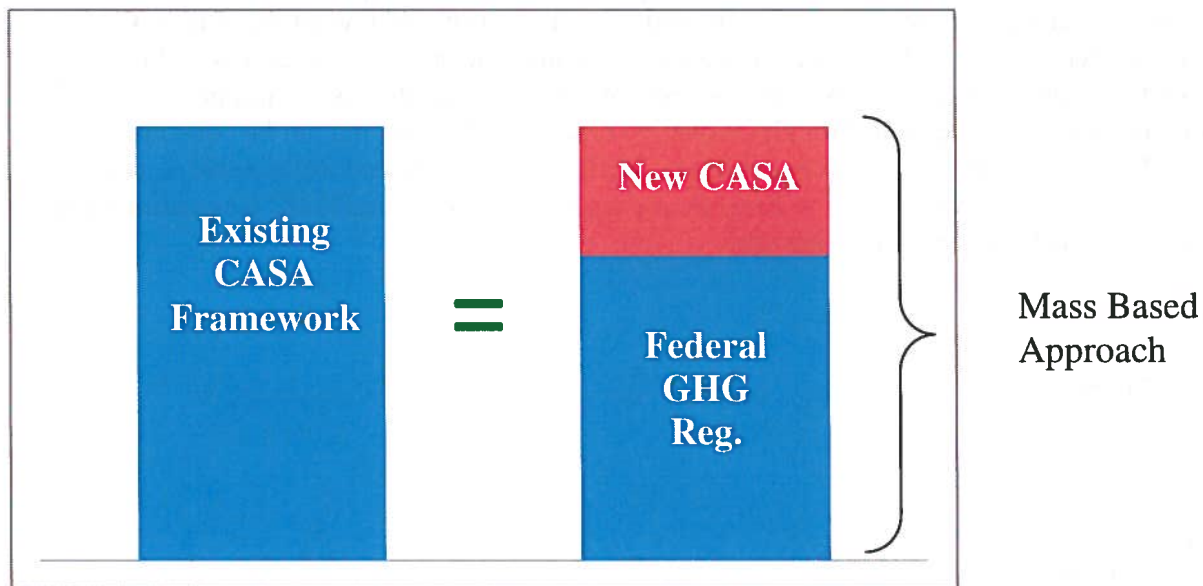 Existing
CASA
Framework
=
New CASA
Federal
GHG
Reg.
Mass Based
Approach